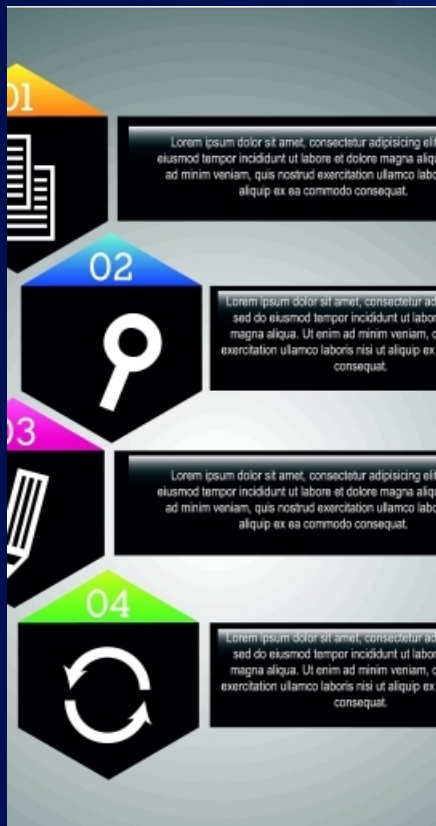 01
Lorem ipsum dolor sit amet, consectetur adipisicing elit
eiusmod tempor incididunt ut labore et dolore magna aliqu
ad minim veniam, quis nostrud exercitation ullamco labo
aliquip ex ea commodo consequat.
02
Lorem ipsum dolor sit amet, consectetur ad
sed do eiusmod tempor incididunt ut labor
magna aliqua. Ut enim ad minim veniam,
exercitation ullamco laboris nisi ut aliquip ex
consequat.
03
Lorem ipsum dolor sit amet, consectetur adipisicing elit
eiusmod tempor incididunt ut labore et dolore magna aliqu
ad minim veniam, quis nostrud exercitation ullamco labo
aliquip ex ea commodo consequat.
04
Lorem ipsum dolor sit amet, consectetur ad
sed do eiusmod tempor incididunt ut labor
magna aliqua. Ut enim ad minim veniam,
exercitation ullamco laboris nisi ut aliquip ex
consequat.